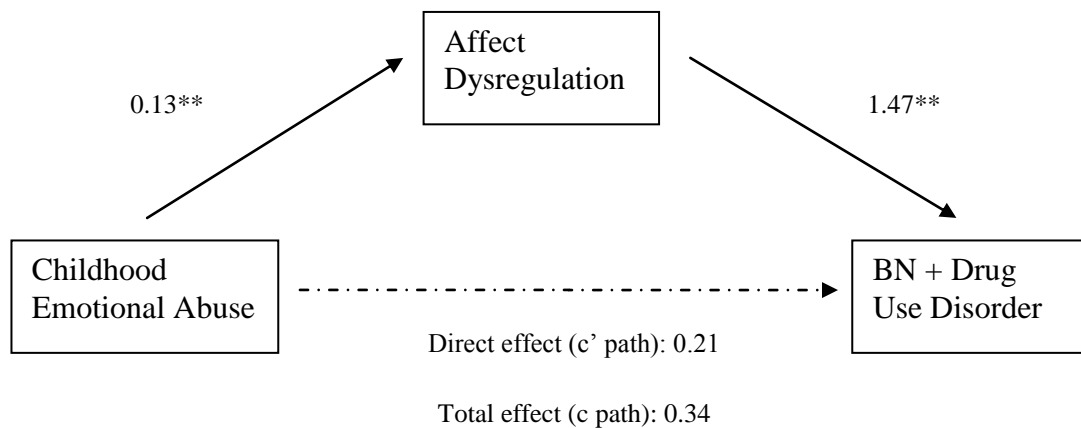 Affect
Dysregulation
0.13**
1.47**
Childhood
Emotional Abuse
BN + Drug
Use Disorder
Direct effect (c’ path): 0.21
Total effect (c path): 0.34